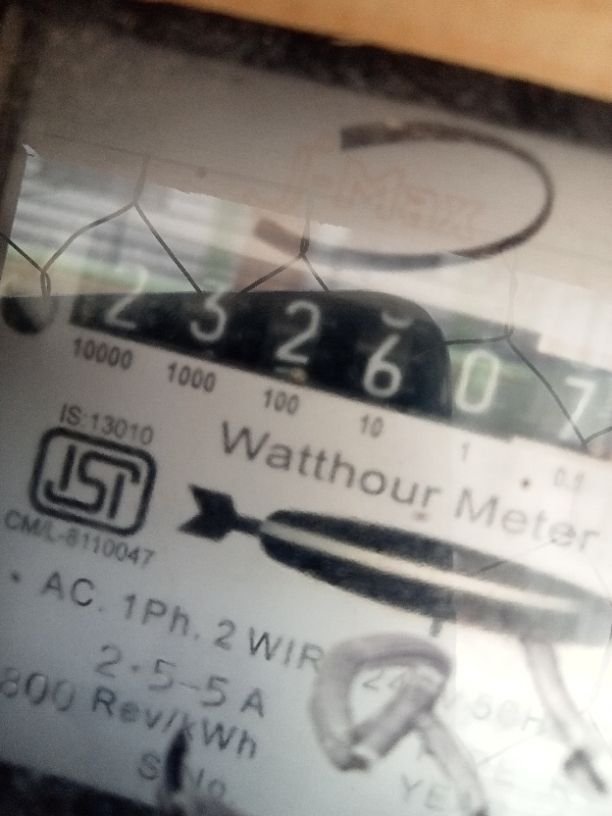 J-Max
2 3 2 6 0 7
10000 1000 100 10 1 0.1
IS:13010
Watthour Meter
ISI
CM/L-8110047
AC. 1Ph. 2 WIR
2·5-5 A
800 Rev/kWh